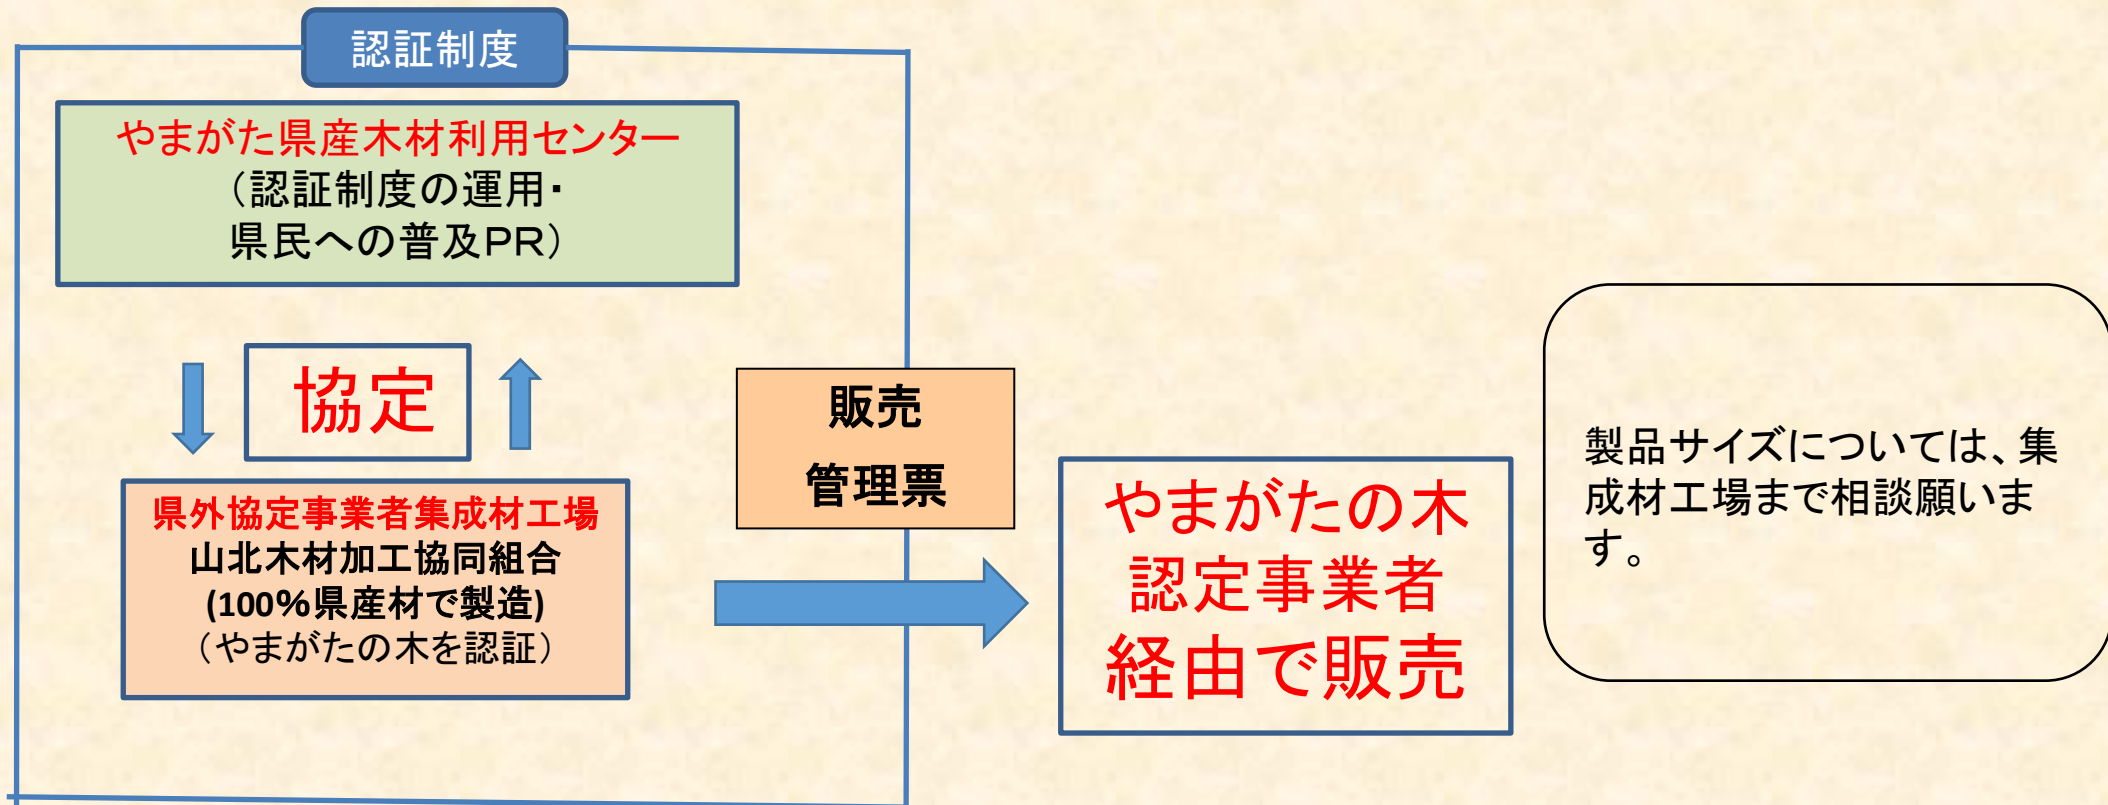 認証制度
やまがた県産木材利用センター
（認証制度の運用・
県民への普及PR）
協定
県外協定事業者集成材工場
山北木材加工協同組合
(100%県産材で製造)
（やまがたの木を認証）
販売
管理票
やまがたの木
認定事業者
経由で販売
製品サイズについては、集
成材工場まで相談願いま
す。